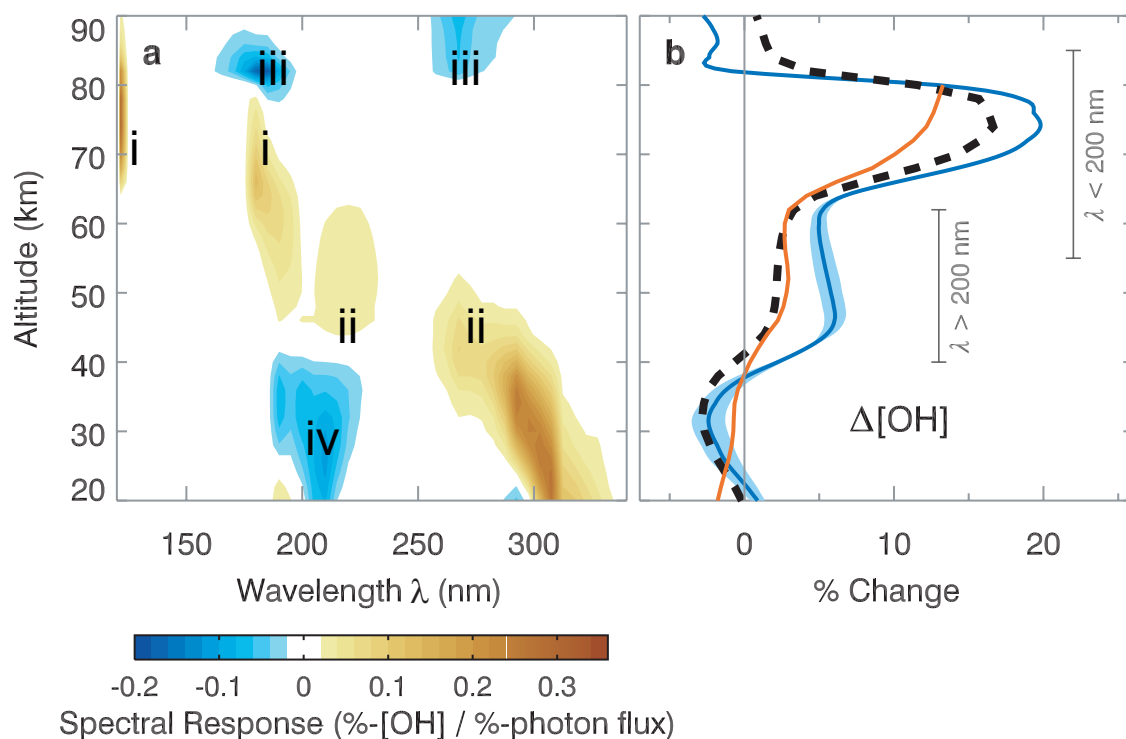 a
b
90
80
70
60
50
40
30
20
Altitude (km)
iii
iii
i
i
ii
ii
iv
λ < 200 nm
λ > 200 nm
Δ[OH]
150 200 250 300
0 10 20
Wavelength λ (nm)
% Change
-0.2 -0.1 0 0.1 0.2 0.3
Spectral Response (%-[OH] / %-photon flux)